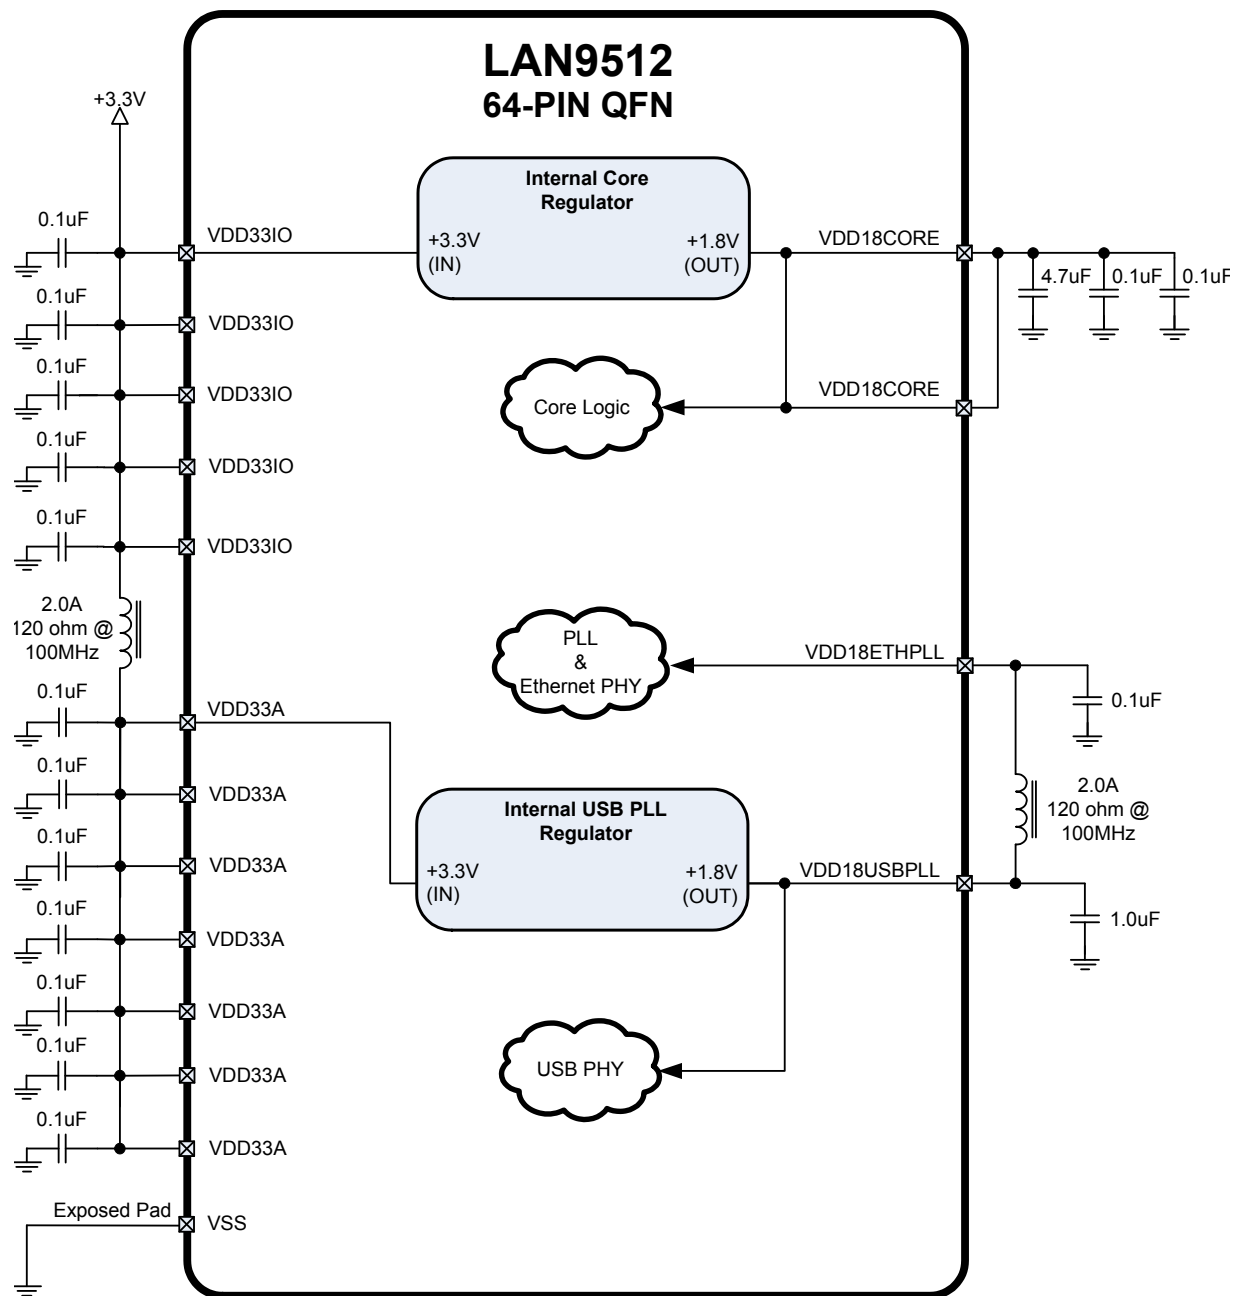 LAN9512
64-PIN QFN
+3.3V
Internal Core
Regulator
+3.3V
(IN)
+1.8V
(OUT)
0.1uF
VDD33IO
VDD18CORE
4.7uF
0.1uF
0.1uF
0.1uF
VDD33IO
0.1uF
VDD33IO
Core Logic
VDD18CORE
0.1uF
VDD33IO
0.1uF
VDD33IO
2.0A
120 ohm @
100MHz
PLL
&
Ethernet PHY
VDD18ETHPLL
0.1uF
0.1uF
VDD33A
0.1uF
VDD33A
Internal USB PLL
Regulator
+3.3V
(IN)
+1.8V
(OUT)
2.0A
120 ohm @
100MHz
0.1uF
VDD33A
VDD18USBPLL
1.0uF
0.1uF
VDD33A
0.1uF
VDD33A
0.1uF
VDD33A
USB PHY
0.1uF
VDD33A
Exposed Pad
VSS